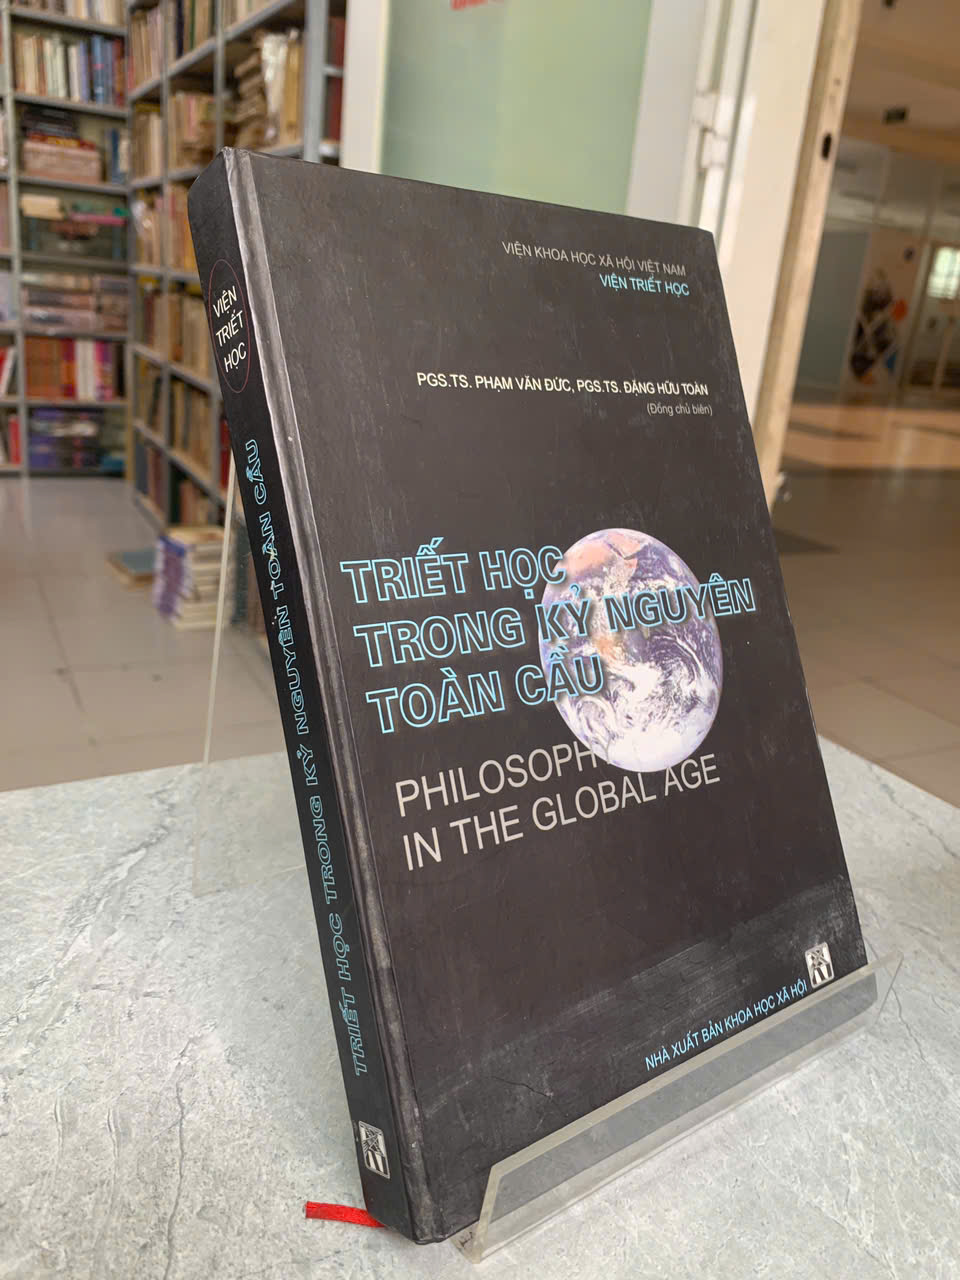 VIỆN KHOA HỌC XÃ HỘI VIỆT NAM
VIỆN TRIẾT HỌC
PGS.TS. PHẠM VĂN ĐỨC, PGS.TS. ĐẶNG HỮU TOÀN
(Đồng chủ biên)
TRIẾT HỌC
TRONG KỶ NGUYÊN
TOÀN CẦU
PHILOSOPHY
IN THE GLOBAL AGE
NHÀ XUẤT BẢN KHOA HỌC XÃ HỘI
VIỆN
TRIẾT
HỌC
TRIẾT HỌC TRONG KỶ NGUYÊN TOÀN CẦU